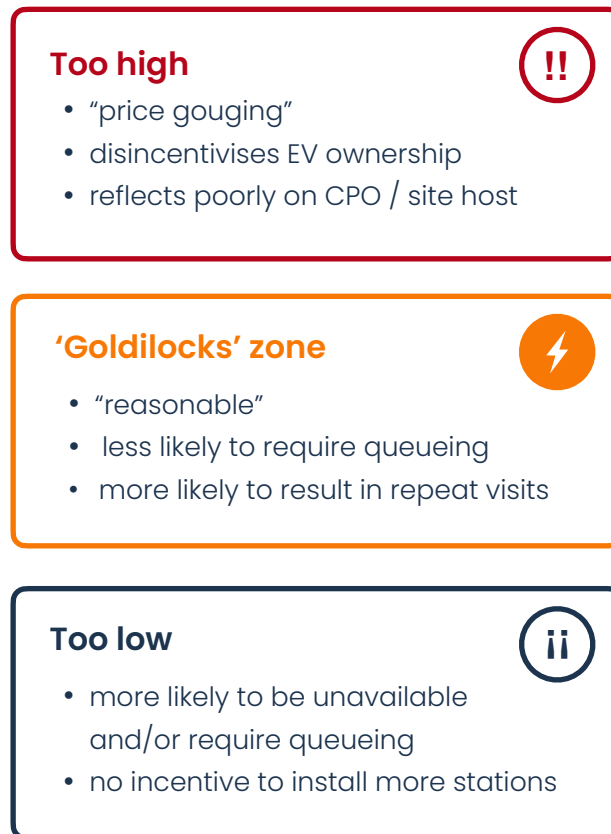 Too high
!!
• “price gouging”
• disincentivises EV ownership
• reflects poorly on CPO / site host
‘Goldilocks’ zone
• “reasonable”
• less likely to require queueing
• more likely to result in repeat visits
Too low
¡¡
• more likely to be unavailable
and/or require queueing
• no incentive to install more stations